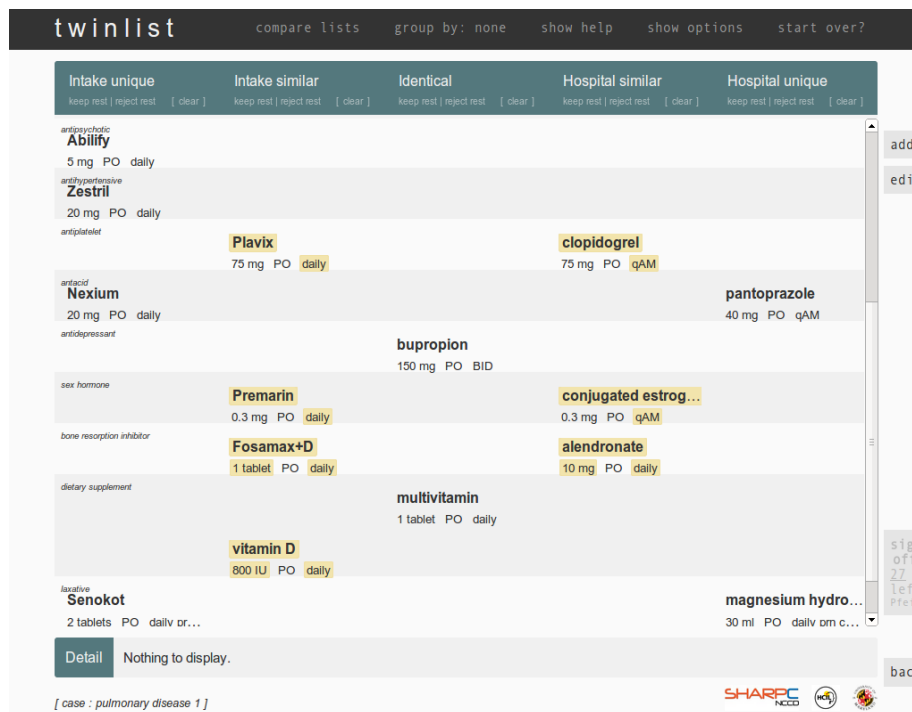 twinlist compare lists group by: none show help show options start over?
Intake unique Intake similar Identical Hospital similar Hospital unique
keep rest | reject rest [ clear ] keep rest | reject rest [ clear ] keep rest | reject rest [ clear ] keep rest | reject rest [ clear ] keep rest | reject rest [ clear ]
antipsychotic
Abilify
5 mg PO daily
antihypertensive
Zestril
20 mg PO daily
antiplatelet
Plavix clopidogrel
75 mg PO daily 75 mg PO qAM
antacid
Nexium pantoprazole
20 mg PO daily 40 mg PO qAM
antidepressant
bupropion
150 mg PO BID
sex hormone
Premarin conjugated estrog...
0.3 mg PO daily 0.3 mg PO qAM
bone resorption inhibitor
Fosamax+D alendronate
1 tablet PO daily 10 mg PO daily
dietary supplement
multivitamin
1 tablet PO daily
vitamin D
800 IU PO daily
laxative
Senokot magnesium hydro...
2 tablets PO daily pr... 30 ml PO daily prn c...
add
edi
sig
off
27
lef
Pfe
Detail Nothing to display.
bac
[ case : pulmonary disease 1 ]
SHARPC
NCCD
HCIL